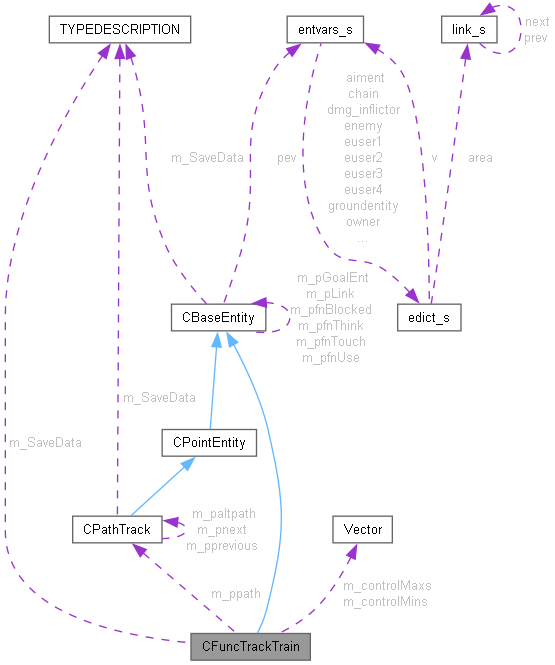 TYPEDESCRIPTION
entvars_s
link_s
next
prev
aiment
chain
dmg_inflictor
enemy
euser1
euser2
euser3
euser4
groundentity
owner
...
m_SaveData
pev
v
area
m_pGoalEnt
m_pLink
m_pfnBlocked
m_pfnThink
m_pfnTouch
m_pfnUse
CBaseEntity
edict_s
m_SaveData
m_SaveData
CPointEntity
m_paltpath
m_pnext
m_pprevious
CPathTrack
Vector
m_ppath
m_controlMaxs
m_controlMins
CFuncTrackTrain